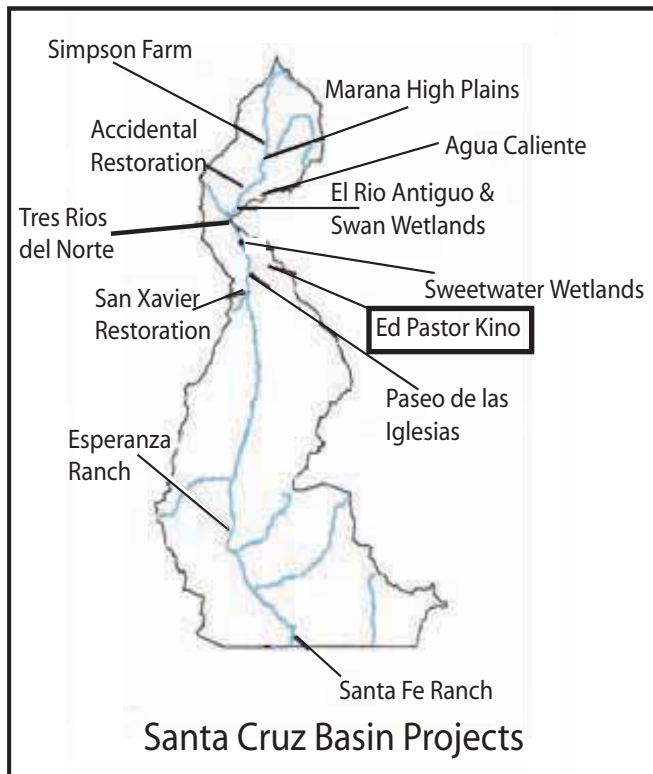 Simpson Farm
Marana High Plains
Accidental
Restoration
Agua Caliente
El Rio Antiguo &
Swan Wetlands
Tres Rios
del Norte
Sweetwater Wetlands
San Xavier
Restoration
Ed Pastor Kino
Paseo de las
Iglesias
Esperanza
Ranch
Santa Fe Ranch
Santa Cruz Basin Projects